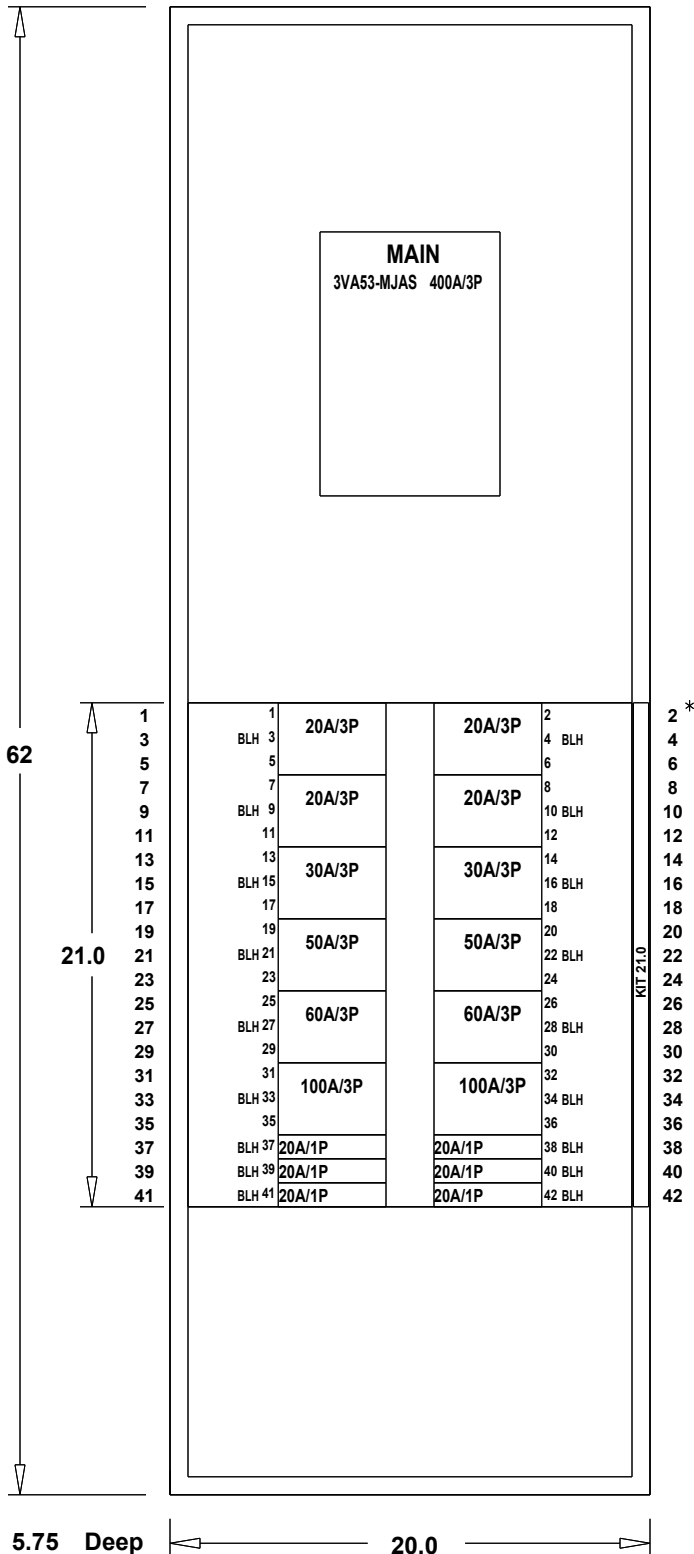 MAIN
3VA53-MJAS 400A/3P
62
21.0
1 1 20A/3P 20A/3P 2 2 *
3 BLH 3 4 BLH 4
5 5 6 6
7 7 20A/3P 20A/3P 8 8
9 BLH 9 10 BLH 10
11 11 12 12
13 13 30A/3P 30A/3P 14 14
15 BLH 15 16 BLH 16
17 17 18 18
19 19 50A/3P 50A/3P 20 20
21 BLH 21 22 BLH 22
23 23 24 24
25 25 60A/3P 60A/3P 26 26
27 BLH 27 28 BLH 28
29 29 30 30
31 31 100A/3P 100A/3P 32 32
33 BLH 33 34 BLH 34
35 35 36 36
37 BLH 37 20A/1P 20A/1P 38 BLH 38
39 BLH 39 20A/1P 20A/1P 40 BLH 40
41 BLH 41 20A/1P 20A/1P 42 BLH 42
KIT 21.0
5.75 Deep
20.0